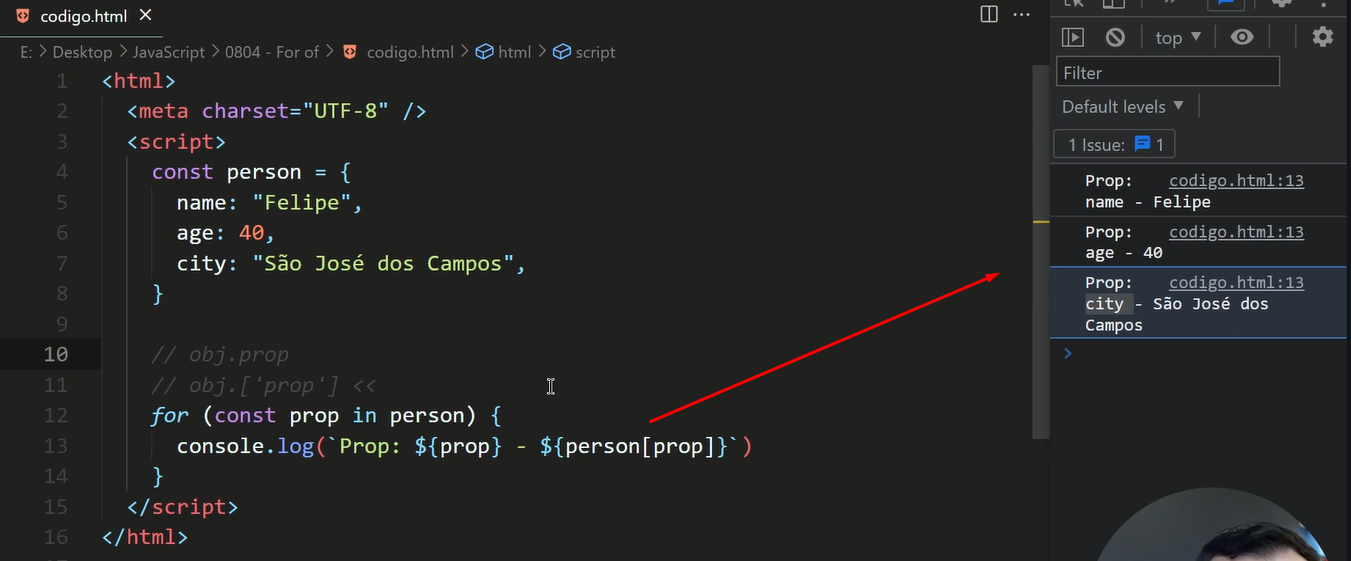 codigo.html
E: > Desktop > JavaScript > 0804 - For of > codigo.html > html > script
1 <html>
2 <meta charset="UTF-8" />
3 <script>
4 const person = {
5 name: "Felipe",
6 age: 40,
7 city: "São José dos Campos",
8 }
9
10 // obj.prop
11 // obj.['prop'] <<
12 for (const prop in person) {
13 console.log(`Prop: ${prop} - ${person[prop]}`)
14 }
15 </script>
16 </html>
top
Filter
Default levels
1 Issue: 1
Prop: codigo.html:13
name - Felipe
Prop: codigo.html:13
age - 40
Prop: codigo.html:13
city - São José dos
Campos